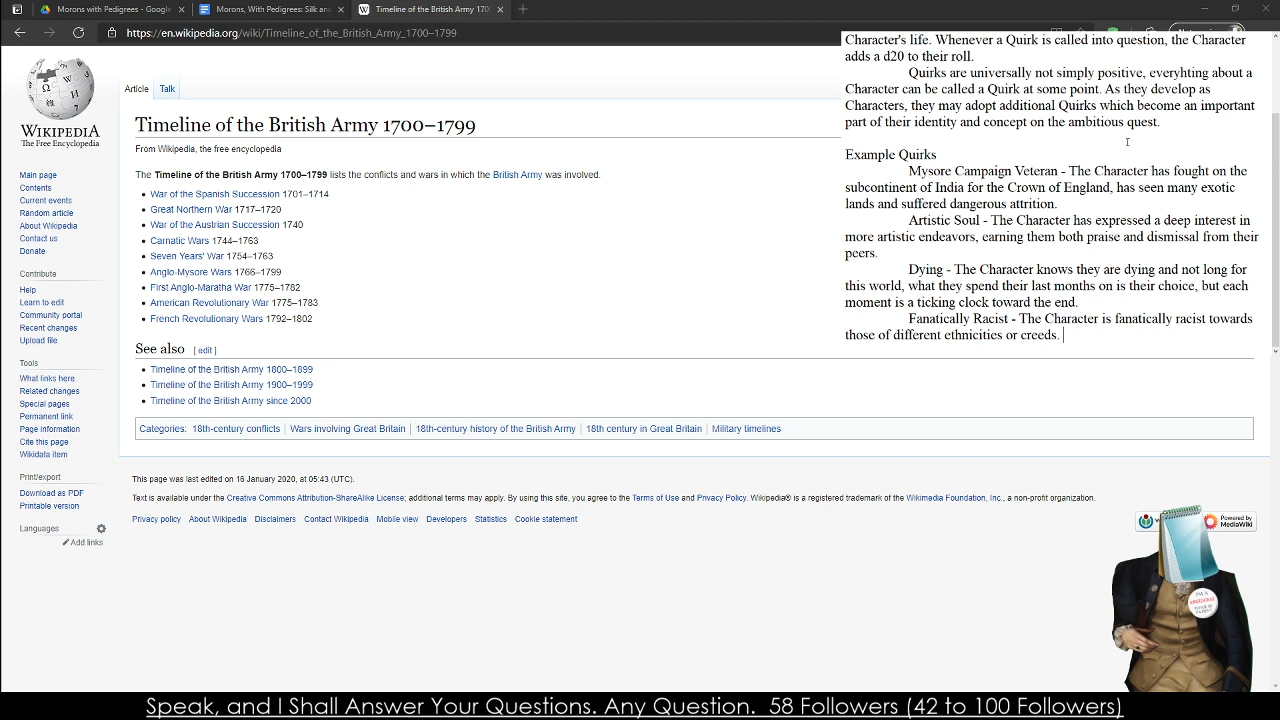 Morons with Pedigrees - Google
Morons, With Pedigrees: Silk and
Timeline of the British Army 170
https://en.wikipedia.org/wiki/Timeline_of_the_British_Army_1700–1799
WIKIPEDIA
The Free Encyclopedia
Main page
Contents
Current events
Random article
About Wikipedia
Contact us
Donate
Contribute
Help
Learn to edit
Community portal
Recent changes
Upload file
Tools
What links here
Related changes
Special pages
Permanent link
Page information
Cite this page
Wikidata item
Print/export
Download as PDF
Printable version
Languages
Add links
Article Talk
Timeline of the British Army 1700–1799
From Wikipedia, the free encyclopedia
The Timeline of the British Army 1700–1799 lists the conflicts and wars in which the British Army was involved.
War of the Spanish Succession 1701–1714
Great Northern War 1717–1720
War of the Austrian Succession 1740
Carnatic Wars 1744–1763
Seven Years' War 1754–1763
Anglo-Mysore Wars 1766–1799
First Anglo-Maratha War 1775–1782
American Revolutionary War 1775–1783
French Revolutionary Wars 1792–1802
See also [ edit ]
Timeline of the British Army 1800–1899
Timeline of the British Army 1900–1999
Timeline of the British Army since 2000
Categories: 18th-century conflicts | Wars involving Great Britain | 18th-century history of the British Army | 18th century in Great Britain | Military timelines
This page was last edited on 16 January 2020, at 05:43 (UTC).
Text is available under the Creative Commons Attribution-ShareAlike License; additional terms may apply. By using this site, you agree to the Terms of Use and Privacy Policy. Wikipedia® is a registered trademark of the Wikimedia Foundation, Inc., a non-profit organization.
Privacy policy About Wikipedia Disclaimers Contact Wikipedia Mobile view Developers Statistics Cookie statement
Powered by
MediaWiki
Character's life. Whenever a Quirk is called into question, the Character
adds a d20 to their roll.
Quirks are universally not simply positive, everyhting about a
Character can be called a Quirk at some point. As they develop as
Characters, they may adopt additional Quirks which become an important
part of their identity and concept on the ambitious quest.
Example Quirks
Mysore Campaign Veteran - The Character has fought on the
subcontinent of India for the Crown of England, has seen many exotic
lands and suffered dangerous attrition.
Artistic Soul - The Character has expressed a deep interest in
more artistic endeavors, earning them both praise and dismissal from their
peers.
Dying - The Character knows they are dying and not long for
this world, what they spend their last months on is their choice, but each
moment is a ticking clock toward the end.
Fanatically Racist - The Character is fanatically racist towards
those of different ethnicities or creeds.
I'M A
Speak, and I Shall Answer Your Questions. Any Question. 58 Followers (42 to 100 Followers)